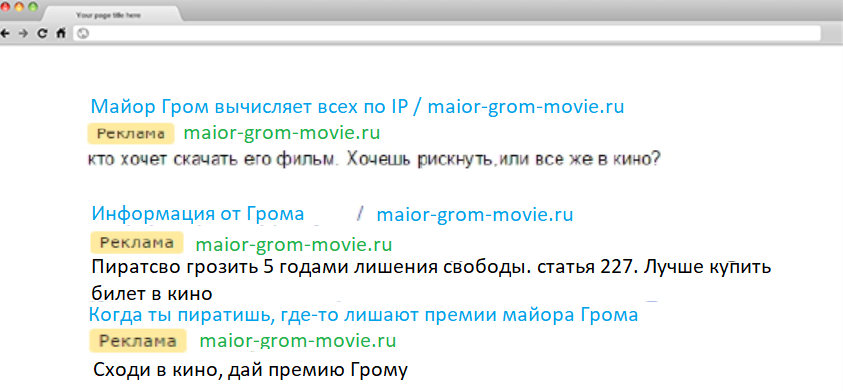 Your page title here
Майор Гром вычисляет всех по IP / maior-grom-movie.ru
Реклама maior-grom-movie.ru
кто хочет скачать его фильм. Хочешь рискнуть,или все же в кино?
Информация от Грома / maior-grom-movie.ru
Реклама maior-grom-movie.ru
Пиратсво грозить 5 годами лишения свободы. статья 227. Лучше купить
билет в кино
Когда ты пиратишь, где-то лишают премии майора Грома
Реклама maior-grom-movie.ru
Сходи в кино, дай премию Грому